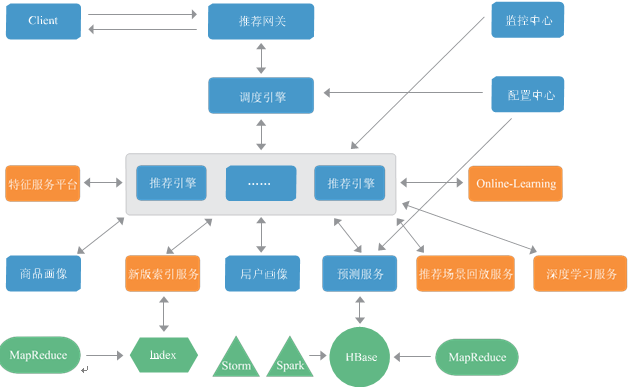 Client
推荐网关
监控中心
调度引擎
配置中心
特征服务平台
推荐引擎
……
推荐引擎
Online-Learning
商品画像
新版索引服务
用户画像
预测服务
推荐场景回放服务
深度学习服务
MapReduce
Index
Storm
Spark
HBase
MapReduce